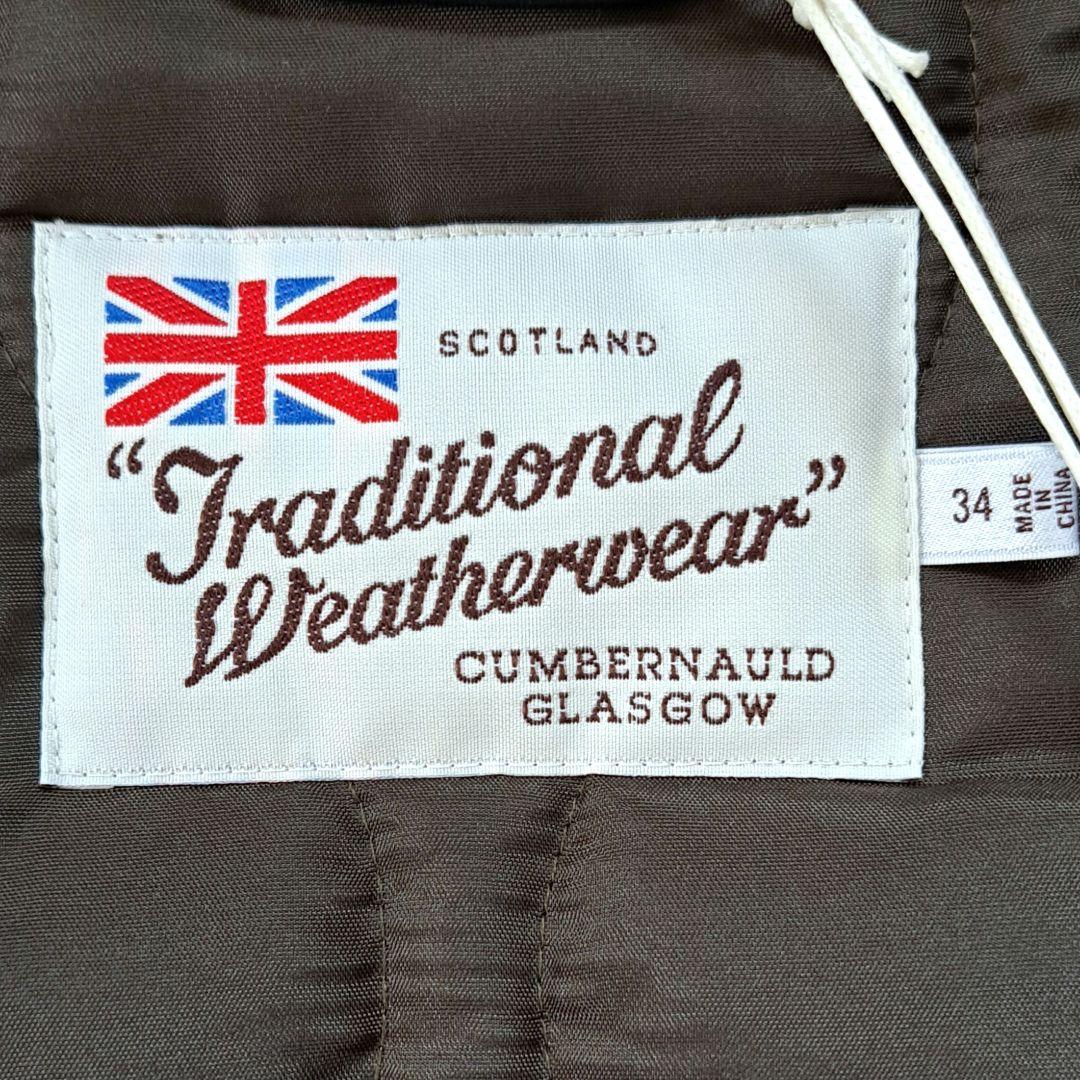 SCOTLAND
"Traditional
Weatherwear"
CUMBERNAULD
GLASGOW
34
MADE
IN
CHINA